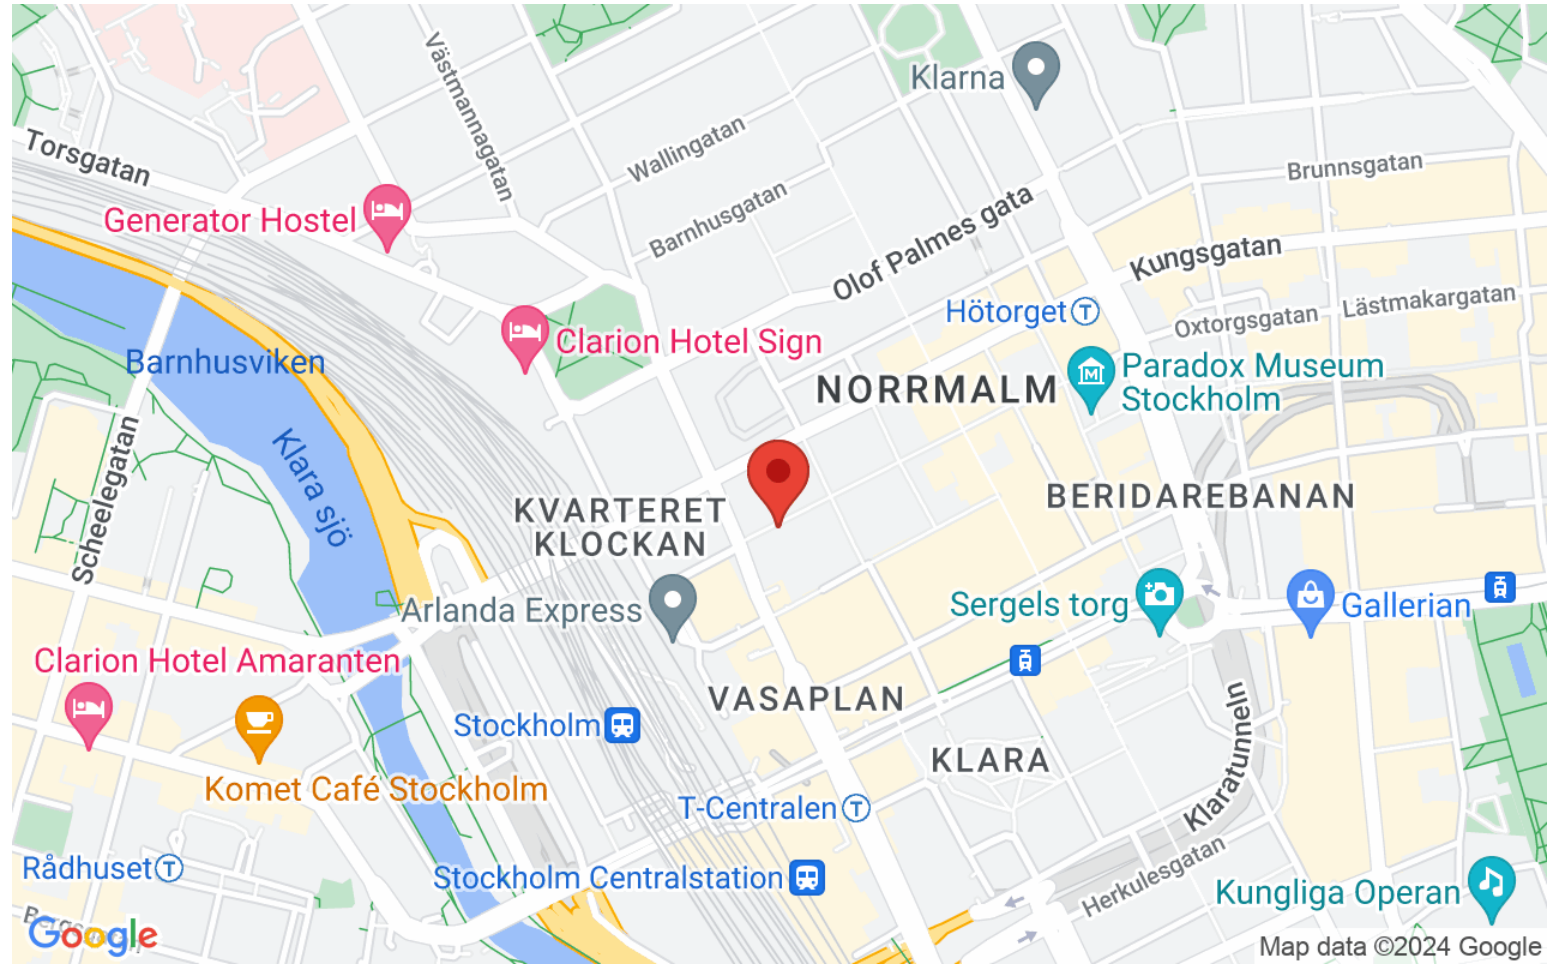 Klarna
Västmannagatan
Torsgatan
Wallingatan
Brunnsgatan
Generator Hostel
Barnhusgatan
Olof Palmes gata
Kungsgatan
Hötorget T
Oxtorgsgatan
Lästmakargatan
Clarion Hotel Sign
Barnhusviken
Paradox Museum
Stockholm
NORRMALM
Scheelegatan
Klara sjö
KVARTERET
KLOCKAN
BERIDAREBANAN
Arlanda Express
Sergels torg
Gallerian
Clarion Hotel Amaranten
VASAPLAN
Stockholm
KLARA
Klaratunneln
Komet Café Stockholm
T-Centralen T
Rådhuset T
Stockholm Centralstation
Herkulesgatan
Kungliga Operan
Google
Map data ©2024 Google